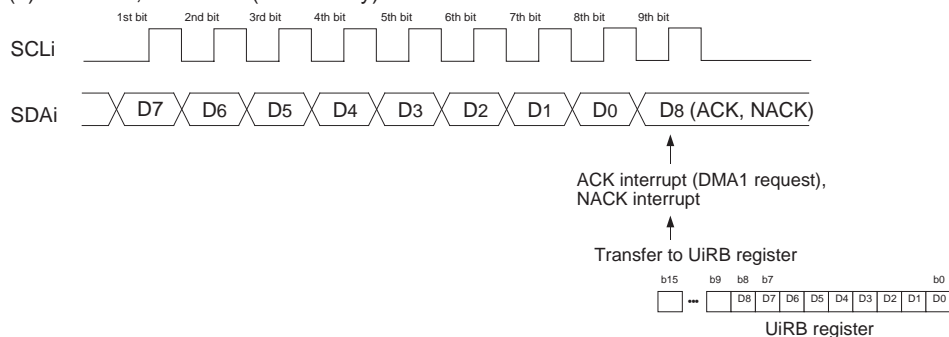 1st bit 2nd bit 3rd bit 4th bit 5th bit 6th bit 7th bit 8th bit 9th bit
SCLi
SDAi D7 D6 D5 D4 D3 D2 D1 D0 D8 (ACK, NACK)
ACK interrupt (DMA1 request),
NACK interrupt
Transfer to UiRB register
b15 b9 b8 b7 b0
••• D8 D7 D6 D5 D4 D3 D2 D1 D0
UiRB register